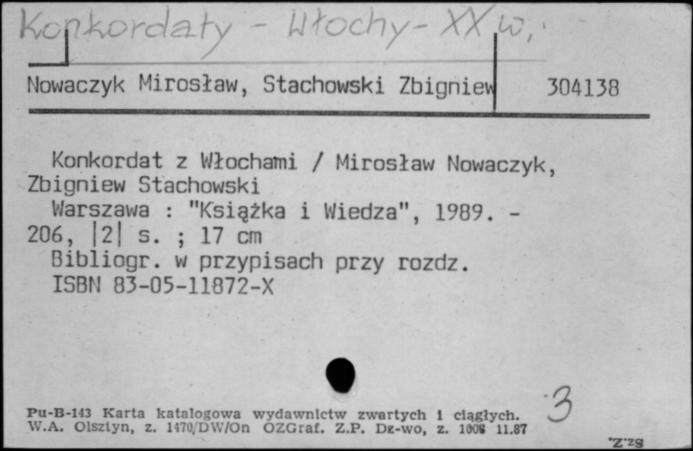 Konkordaty - Włochy - XX w.
Nowaczyk Mirosław, Stachowski Zbigniew 304138
Konkordat z Włochami / Mirosław Nowaczyk,
Zbigniew Stachowski
Warszawa : "Książka i Wiedza", 1989. -
206, |2| s. ; 17 cm
Bibliogr. w przypisach przy rozdz.
ISBN 83-05-11872-X
3
Pu-B-143 Karta katalogowa wydawnictw zwartych i ciągłych.
W.A. Olsztyn, z. 1470/DW/On OZGraf. Z.P. Dz-wo, z. 1008 11.87